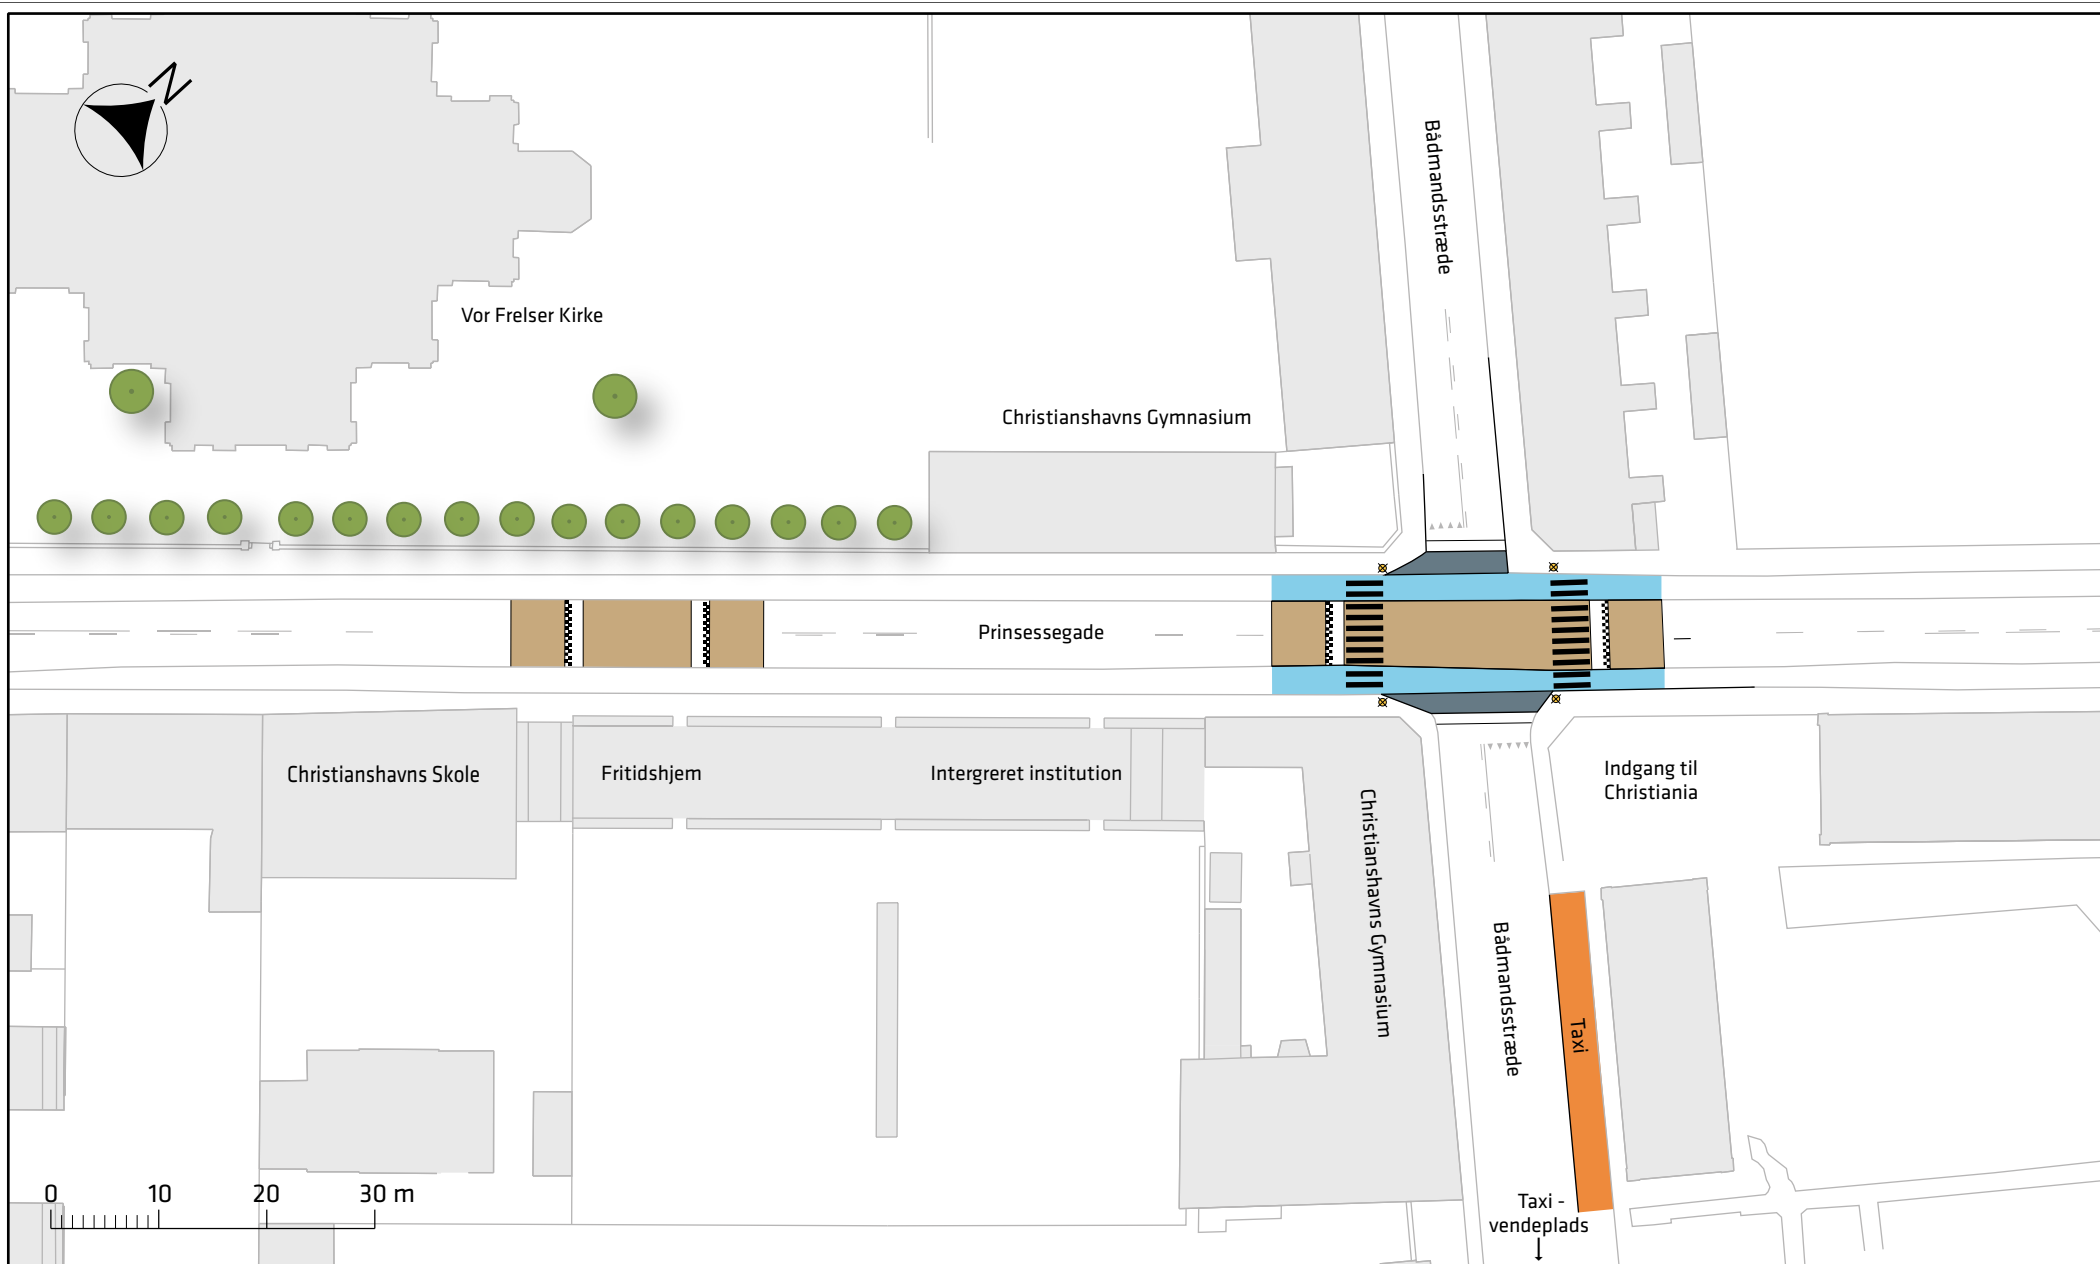 N
Bådmandsstræde
Vor Frelser Kirke
Christianshavns Gymnasium
Prinsessegade
Christianshavns Skole
Fritidshjem
Intergreret institution
Indgang til
Christiania
Christianshavns Gymnasium
Bådmandsstræde
Taxi
0 10 20 30 m
Taxi -
vendeplads